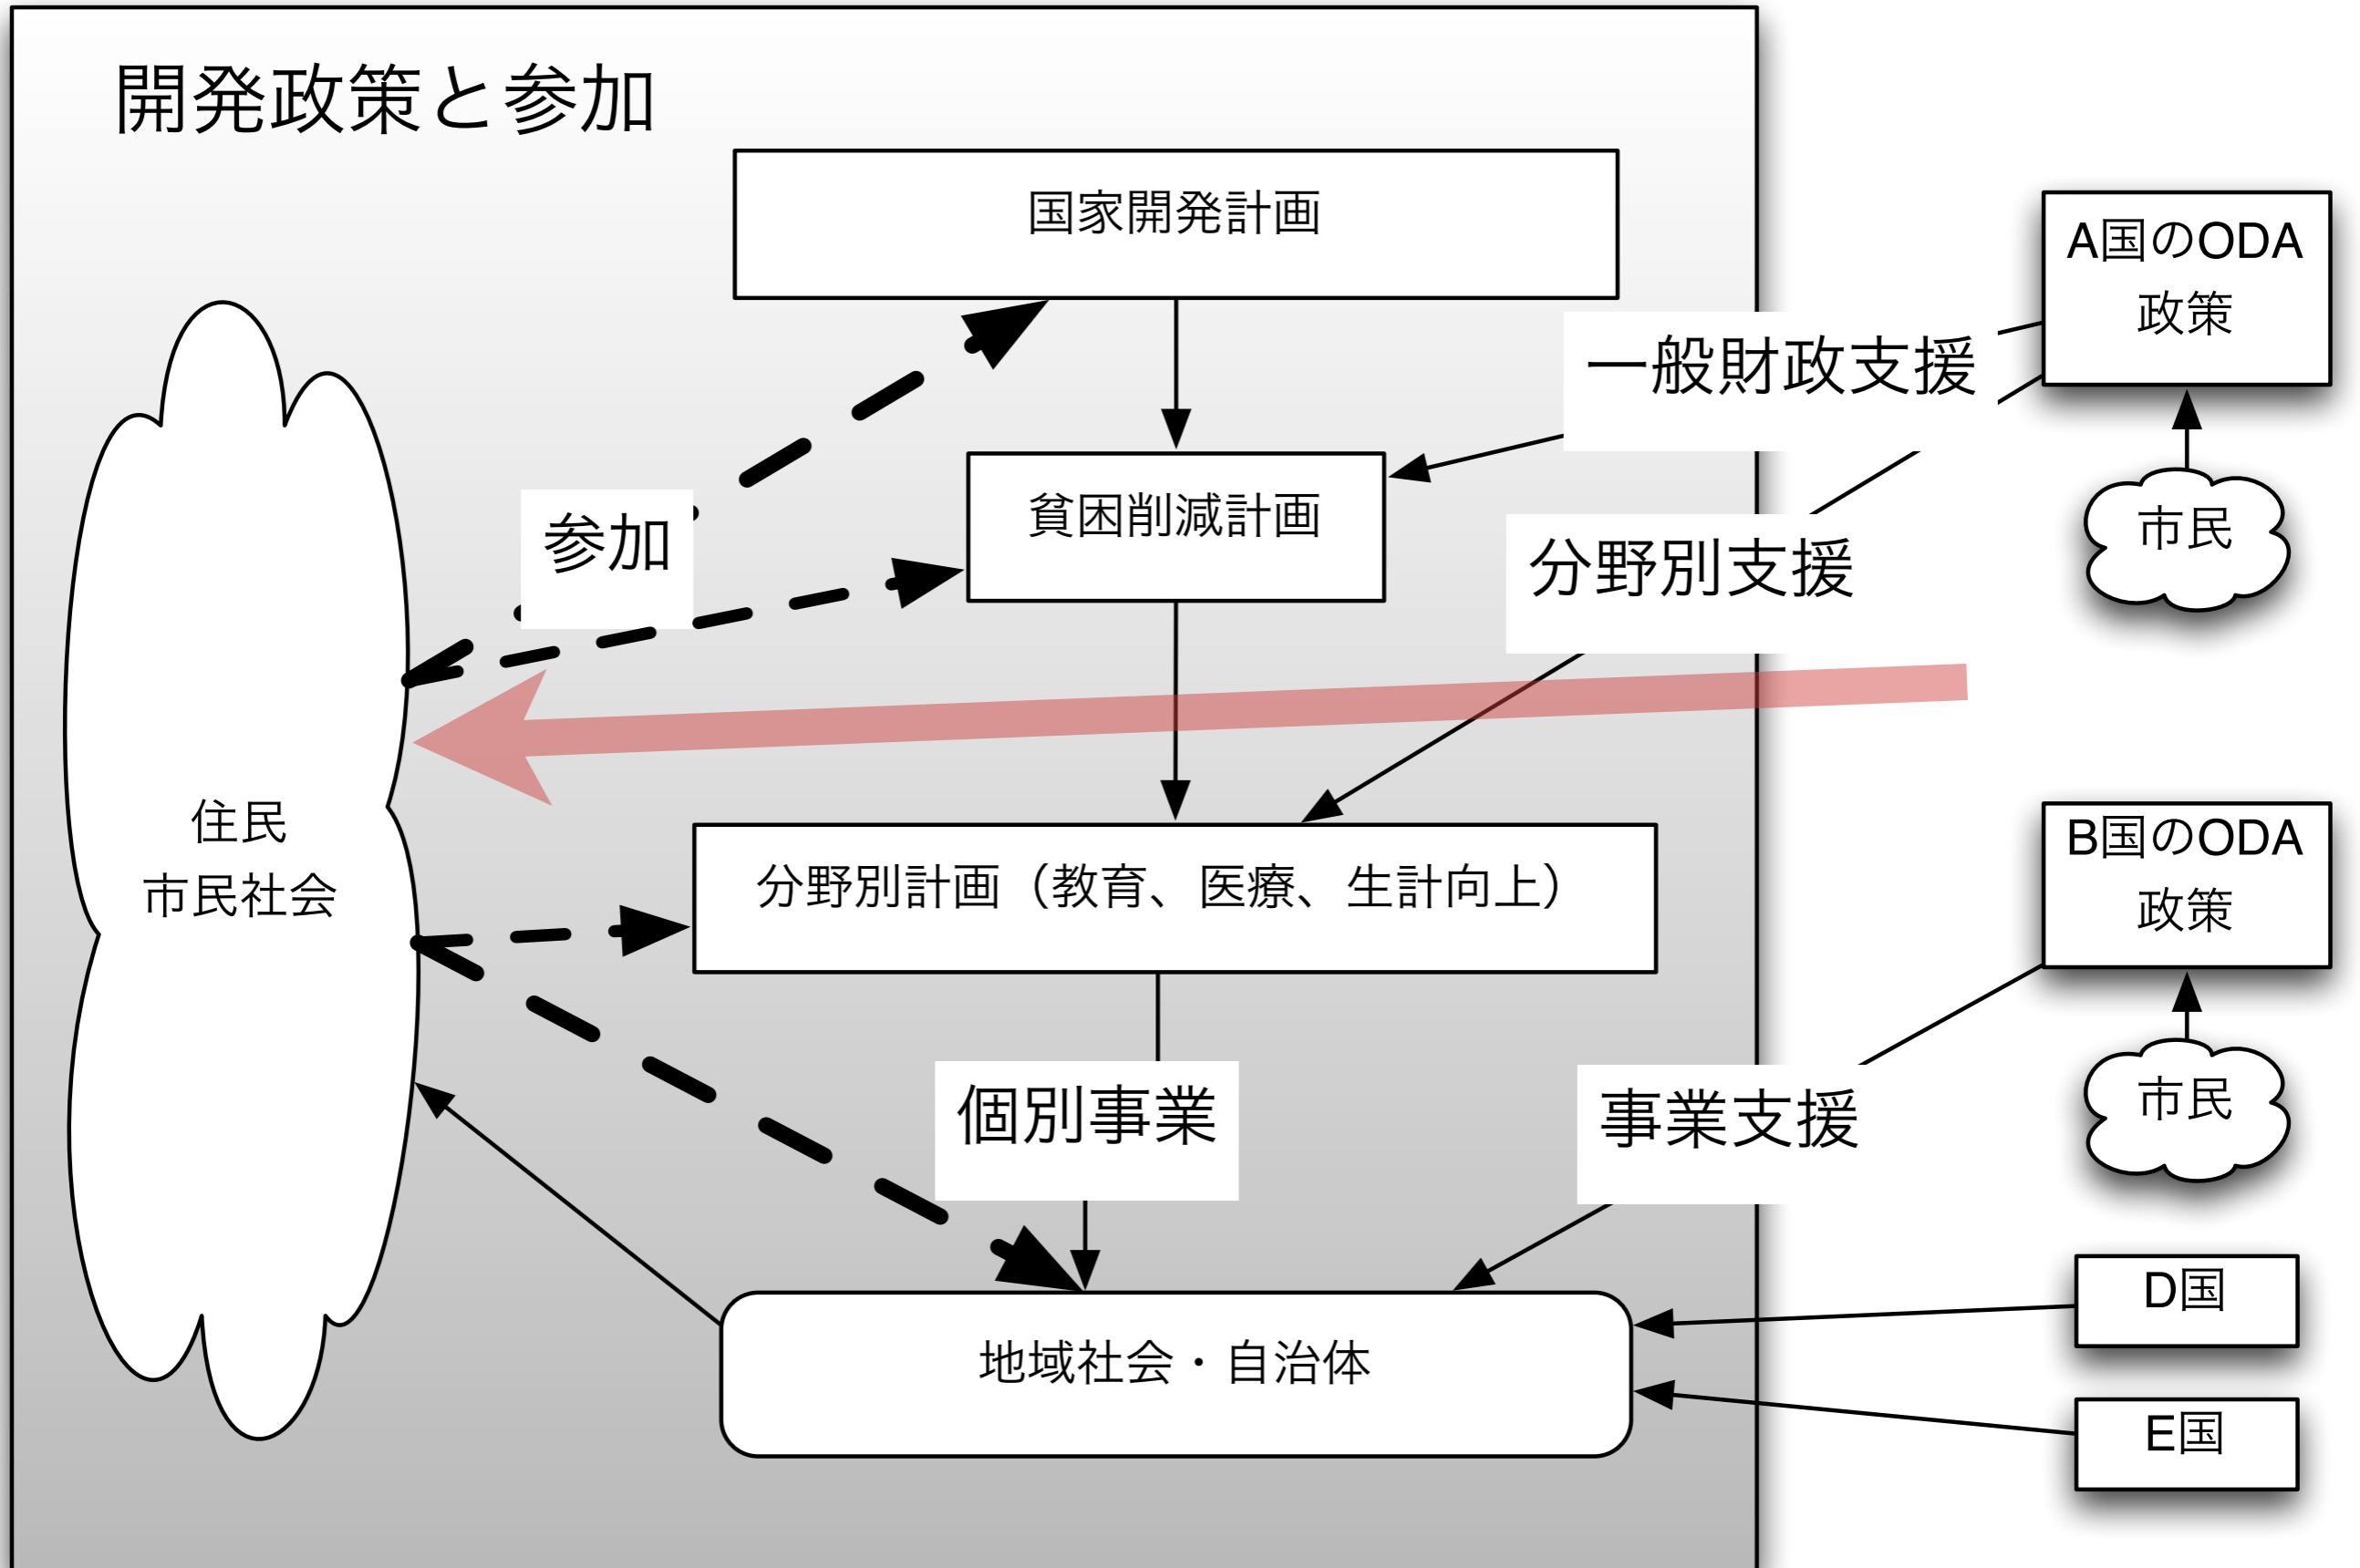 開発政策と参加
国家開発計画
A国のODA
政策
一般財政支援
貧困削減計画
市民
参加
分野別支援
住民
市民社会
分野別計画（教育、医療、生計向上）
B国のODA
政策
個別事業
事業支援
市民
地域社会・自治体
D国
E国